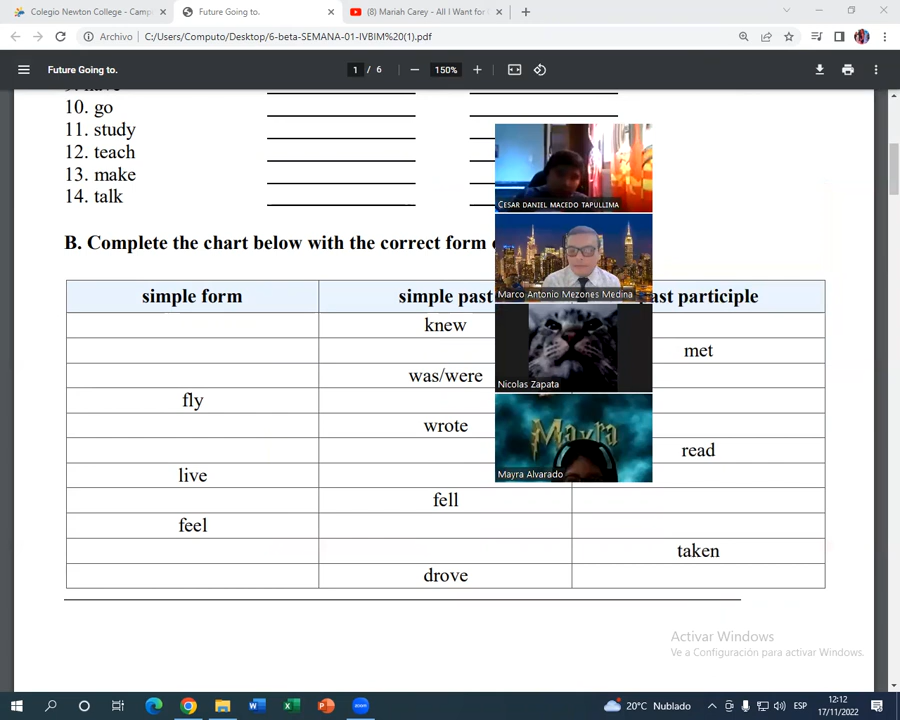 Colegio Newton College - Camp
Future Going to.
(8) Mariah Carey - All I Want for
Archivo
C:/Users/Computo/Desktop/6-beta-SEMANA-01-IVBIM%20(1).pdf
Future Going to.
1 / 6
150%
9. have
10. go
11. study
12. teach
13. make
14. talk
B. Complete the chart below with the correct form
simple form simple past past participle
knew
met
was/were
fly
wrote
read
live
fell
feel
taken
drove
CESAR DANIEL MACEDO TAPULLIMA
Marco Antonio Mezones Medina
Nicolas Zapata
Mayra
Mayra Alvarado
Activar Windows
Ve a Configuración para activar Windows.
20°C Nublado
ESP
12:12
17/11/2022